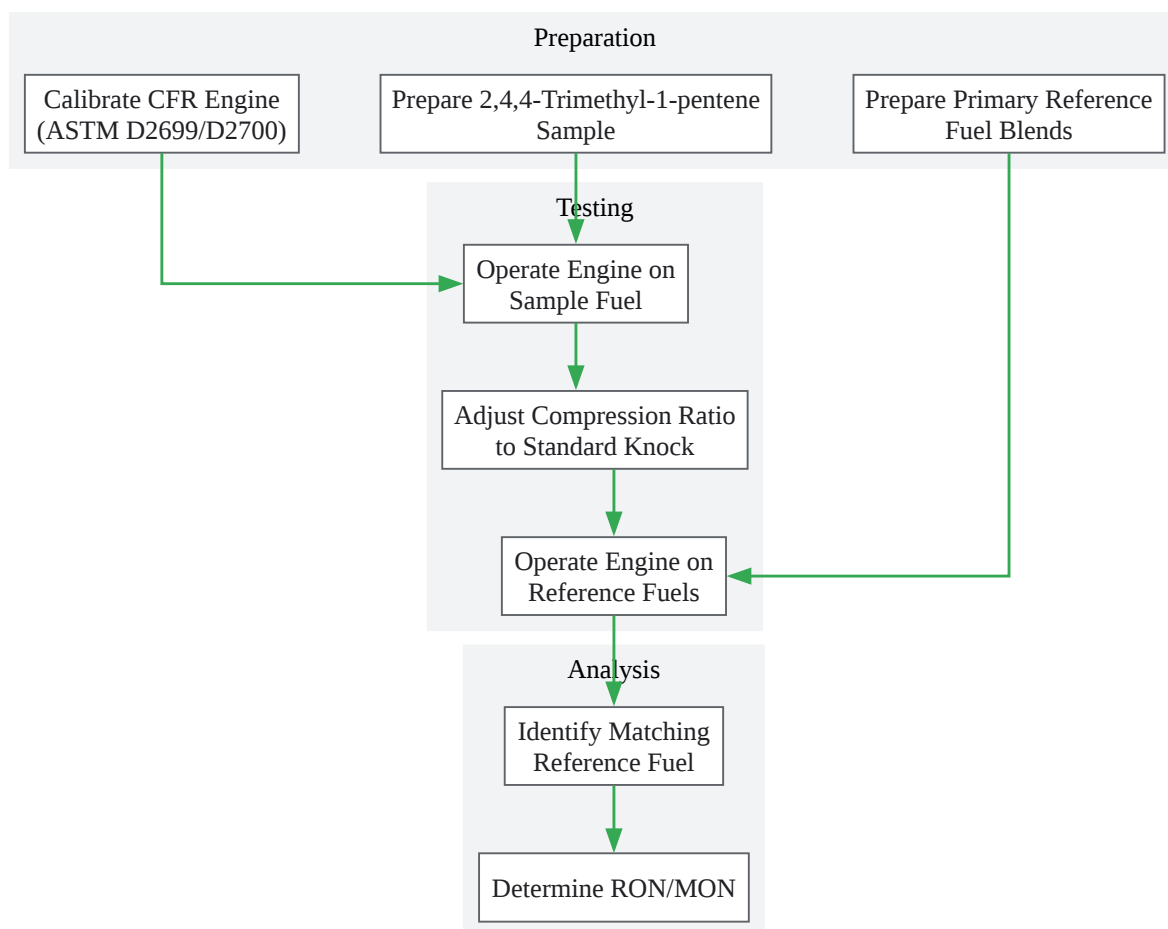 Preparation
Calibrate CFR Engine
(ASTM D2699/D2700)
Prepare 2,4,4-Trimethyl-1-pentene
Sample
Prepare Primary Reference
Fuel Blends
Testing
Operate Engine on
Sample Fuel
Adjust Compression Ratio
to Standard Knock
Operate Engine on
Reference Fuels
Analysis
Identify Matching
Reference Fuel
Determine RON/MON